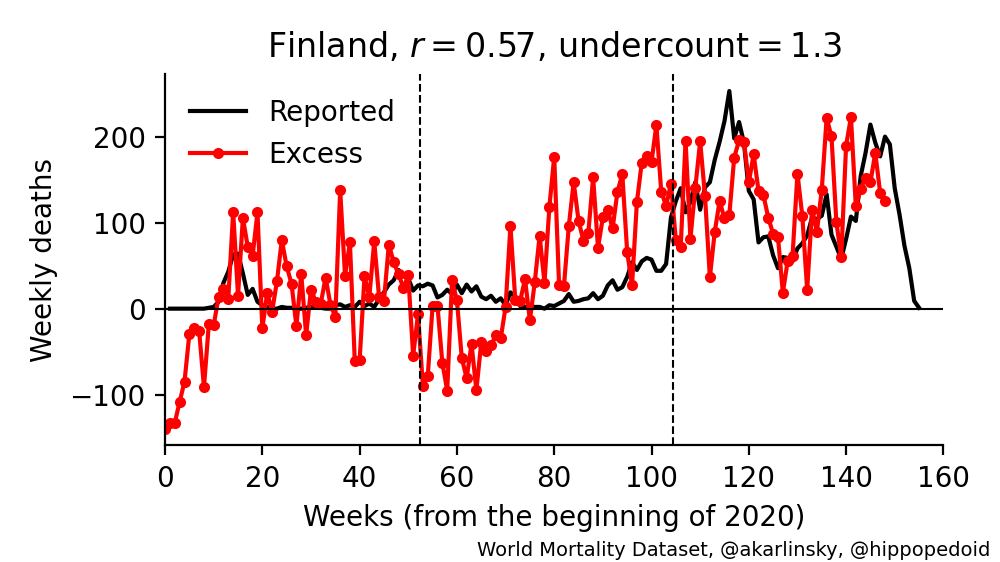 Finland, r = 0.57, undercount = 1.3
Reported
Excess
200
100
0
−100
Weekly deaths
0 20 40 60 80 100 120 140 160
Weeks (from the beginning of 2020)
World Mortality Dataset, @akarlinsky, @hippopedoid